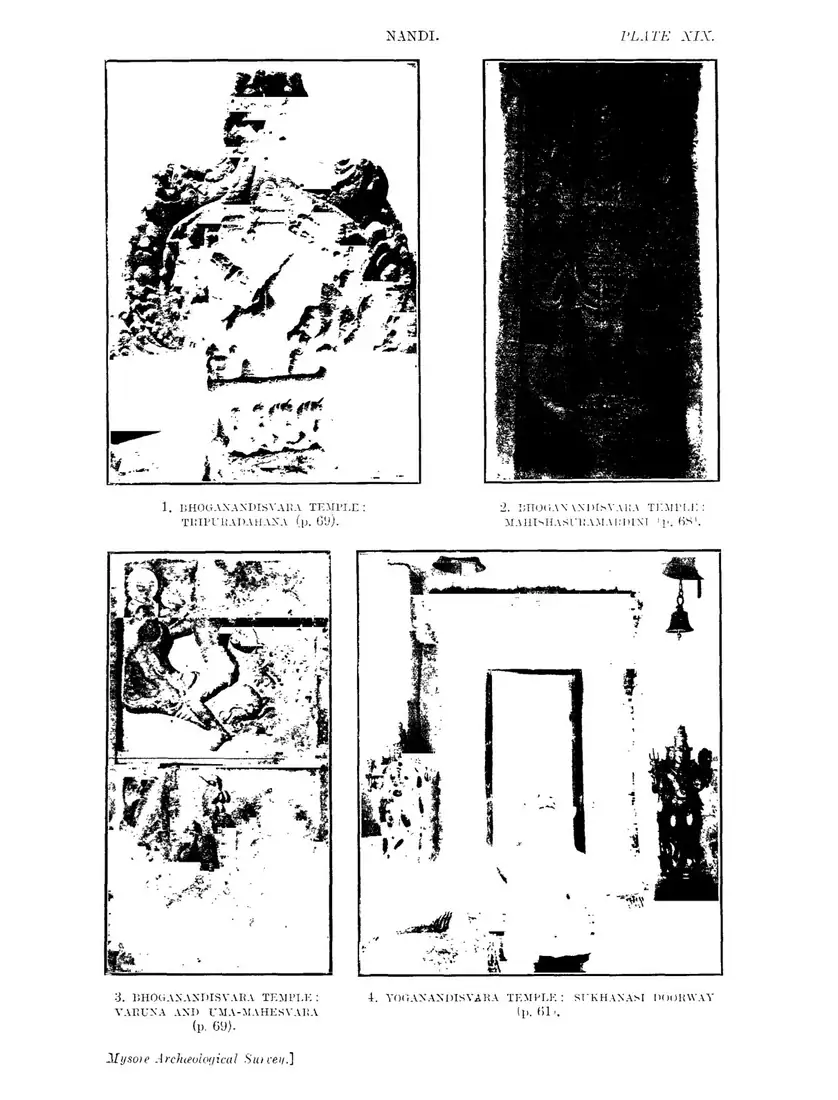 NANDI.
PLATE XIX.
1. BHOGANANDISVARA TEMPLE:
TRIPURADAHANA (p. 69).
2. BHOGANANDISVARA TEMPLE:
MAHISHASURAMARDINI (p. 68).
3. BHOGANANDISVARA TEMPLE:
VARUNA AND UMA-MAHESVARA
(p. 69).
4. YOGANANDISVARA TEMPLE: SUKHANASI DOORWAY
(p. 61).
Mysore Archæological Survey.]